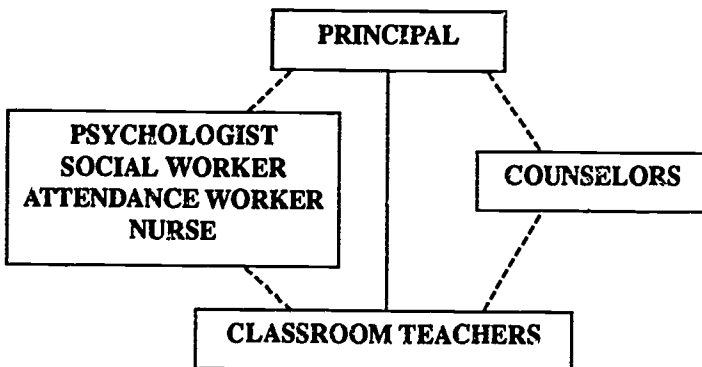 PRINCIPAL
PSYCHOLOGIST
SOCIAL WORKER
ATTENDANCE WORKER
NURSE
COUNSELORS
CLASSROOM TEACHERS